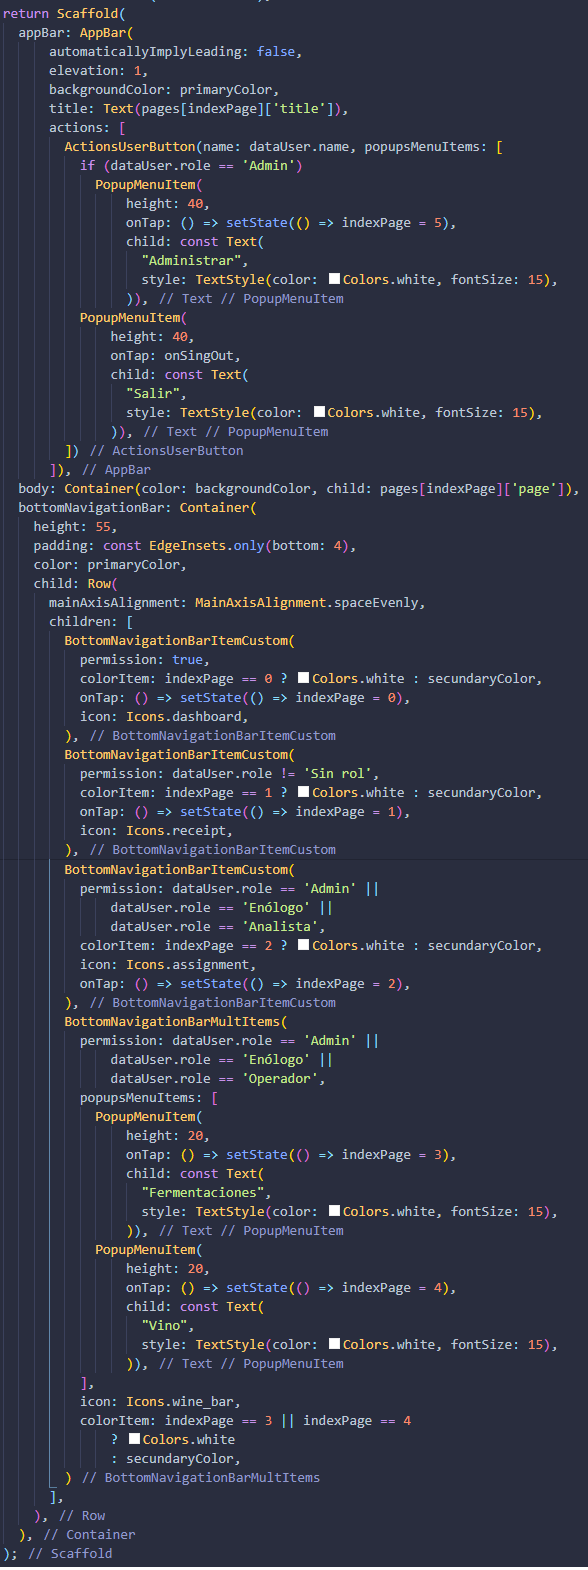 return Scaffold(
  appBar: AppBar(
      automaticallyImplyLeading: false,
      elevation: 1,
      backgroundColor: primaryColor,
      title: Text(pages[indexPage]['title']),
      actions: [
        ActionsUserButton(name: dataUser.name, popupsMenuItems: [
          if (dataUser.role == 'Admin')
            PopupMenuItem(
                height: 40,
                onTap: () => setState(() => indexPage = 5),
                child: const Text(
                  "Administrar",
                  style: TextStyle(color: Colors.white, fontSize: 15),
                )), // Text // PopupMenuItem
          PopupMenuItem(
              height: 40,
              onTap: onSingOut,
              child: const Text(
                "Salir",
                style: TextStyle(color: Colors.white, fontSize: 15),
              )), // Text // PopupMenuItem
        ]) // ActionsUserButton
      ]), // AppBar
  body: Container(color: backgroundColor, child: pages[indexPage]['page']),
  bottomNavigationBar: Container(
    height: 55,
    padding: const EdgeInsets.only(bottom: 4),
    color: primaryColor,
    child: Row(
      mainAxisAlignment: MainAxisAlignment.spaceEvenly,
      children: [
        BottomNavigationBarItemCustom(
          permission: true,
          colorItem: indexPage == 0 ? Colors.white : secundaryColor,
          onTap: () => setState(() => indexPage = 0),
          icon: Icons.dashboard,
        ), // BottomNavigationBarItemCustom
        BottomNavigationBarItemCustom(
          permission: dataUser.role != 'Sin rol',
          colorItem: indexPage == 1 ? Colors.white : secundaryColor,
          onTap: () => setState(() => indexPage = 1),
          icon: Icons.receipt,
        ), // BottomNavigationBarItemCustom
        BottomNavigationBarItemCustom(
          permission: dataUser.role == 'Admin' ||
              dataUser.role == 'Enólogo' ||
              dataUser.role == 'Analista',
          colorItem: indexPage == 2 ? Colors.white : secundaryColor,
          icon: Icons.assignment,
          onTap: () => setState(() => indexPage = 2),
        ), // BottomNavigationBarItemCustom
        BottomNavigationBarMultItems(
          permission: dataUser.role == 'Admin' ||
              dataUser.role == 'Enólogo' ||
              dataUser.role == 'Operador',
          popupsMenuItems: [
            PopupMenuItem(
                height: 20,
                onTap: () => setState(() => indexPage = 3),
                child: const Text(
                  "Fermentaciones",
                  style: TextStyle(color: Colors.white, fontSize: 15),
                )), // Text // PopupMenuItem
            PopupMenuItem(
                height: 20,
                onTap: () => setState(() => indexPage = 4),
                child: const Text(
                  "Vino",
                  style: TextStyle(color: Colors.white, fontSize: 15),
                )), // Text // PopupMenuItem
          ],
          icon: Icons.wine_bar,
          colorItem: indexPage == 3 || indexPage == 4
              ? Colors.white
              : secundaryColor,
        ) // BottomNavigationBarMultItems
      ],
    ), // Row
  ), // Container
); // Scaffold